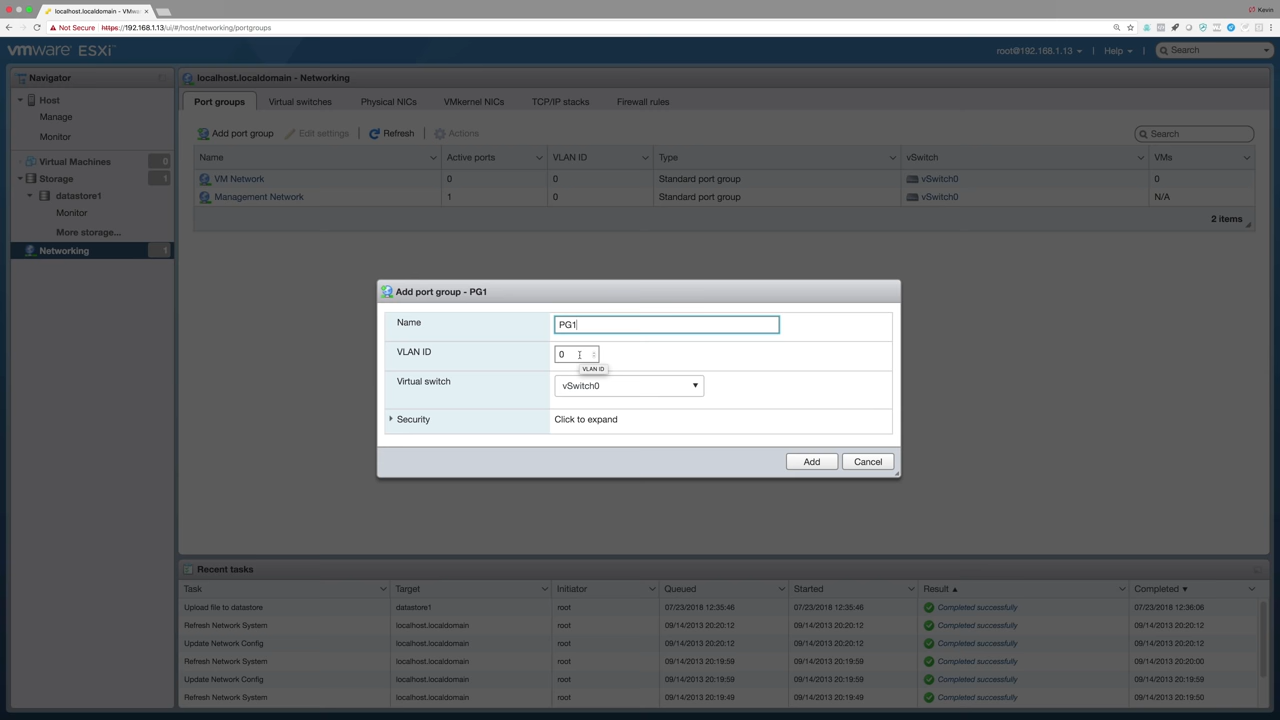 localhost.localdomain - VMwa
Kevin
Not Secure https://192.168.1.13/ui/#/host/networking/portgroups
vmware ESXi
root@192.168.1.13
Help
Search
Navigator
Host
Manage
Monitor
Virtual Machines 0
Storage 1
datastore1
Monitor
More storage...
Networking 1
localhost.localdomain - Networking
Port groups Virtual switches Physical NICs VMkernel NICs TCP/IP stacks Firewall rules
Add port group Edit settings Refresh Actions Search
Name Active ports VLAN ID Type vSwitch VMs
VM Network 0 0 Standard port group vSwitch0 0
Management Network 1 0 Standard port group vSwitch0 N/A
2 items
Add port group - PG1
Name PG1
VLAN ID 0
VLAN ID
Virtual switch vSwitch0
Security Click to expand
Add Cancel
Recent tasks
Task Target Initiator Queued Started Result Completed
Upload file to datastore datastore1 root 07/23/2018 12:35:46 07/23/2018 12:35:46 Completed successfully 07/23/2018 12:36:06
Refresh Network System localhost.localdomain root 09/14/2013 20:20:12 09/14/2013 20:20:12 Completed successfully 09/14/2013 20:20:12
Update Network Config localhost.localdomain root 09/14/2013 20:20:12 09/14/2013 20:20:12 Completed successfully 09/14/2013 20:20:12
Refresh Network System localhost.localdomain root 09/14/2013 20:19:59 09/14/2013 20:19:59 Completed successfully 09/14/2013 20:20:00
Update Network Config localhost.localdomain root 09/14/2013 20:19:59 09/14/2013 20:19:59 Completed successfully 09/14/2013 20:19:59
Refresh Network System localhost.localdomain root 09/14/2013 20:19:49 09/14/2013 20:19:49 Completed successfully 09/14/2013 20:19:50